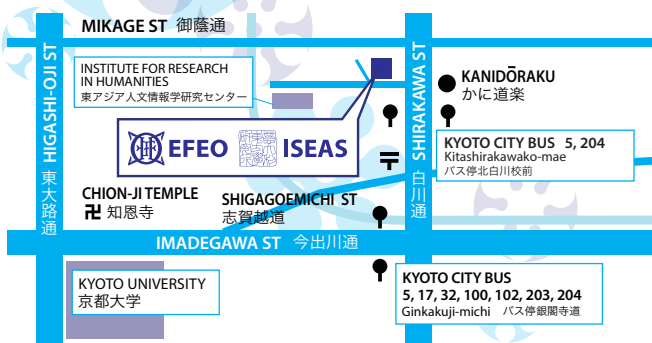 MIKAGE ST 御蔭通
HIGASHI-OJI ST 東大路通
INSTITUTE FOR RESEARCH
IN HUMANITIES
東アジア人文情報学研究センター
SHIRAKAWA ST 白川通
KANIDŌRAKU
かに道楽
EFEO ISEAS
KYOTO CITY BUS 5, 204
Kitashirakawako-mae
バス停北白川校前
CHION-JI TEMPLE
卍 知恩寺
SHIGAGOEMICHI ST
志賀越道
〒
IMADEGAWA ST 今出川通
KYOTO UNIVERSITY
京都大学
KYOTO CITY BUS
5, 17, 32, 100, 102, 203, 204
Ginkakuji-michi バス停銀閣寺道